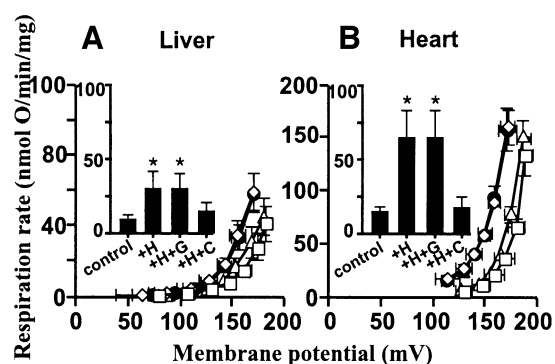 A Liver B Heart
Respiration rate (nmol O/min/mg)
100
80
40
0
100
50
0
* *
control +H +H+G +H+C
0 50 100 150 200
200
150
100
50
0
100
50
0
* *
control +H +H+G +H+C
0 50 100 150 200
Membrane potential (mV)